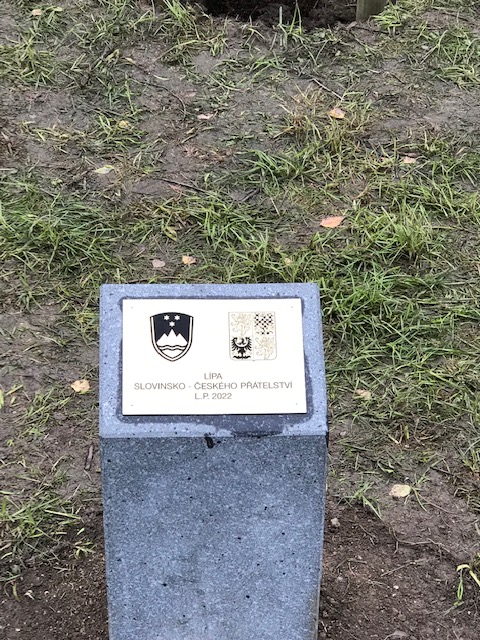 LÍPA
SLOVINSKO - ČESKÉHO PŘÁTELSTVÍ
L.P. 2022